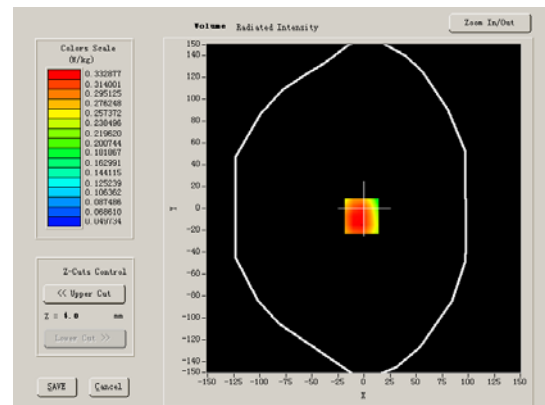 Volume Radiated Intensity
Zoom In/Out
Colors Scale
(W/kg)
0.332877
0.314001
0.295125
0.276248
0.257372
0.238496
0.219620
0.200744
0.181867
0.162991
0.144115
0.125239
0.106362
0.087486
0.068610
0.049734
Z-Cuts Control
<< Upper Cut
Z = 4.0 mm
Lower Cut >>
SAVE Cancel
150
140
120
100
80
60
40
20
0
-20
-40
-60
-80
-100
-120
-140
-150
Y
-150 -125 -100 -75 -50 -25 0 25 50 75 100 125 150
X